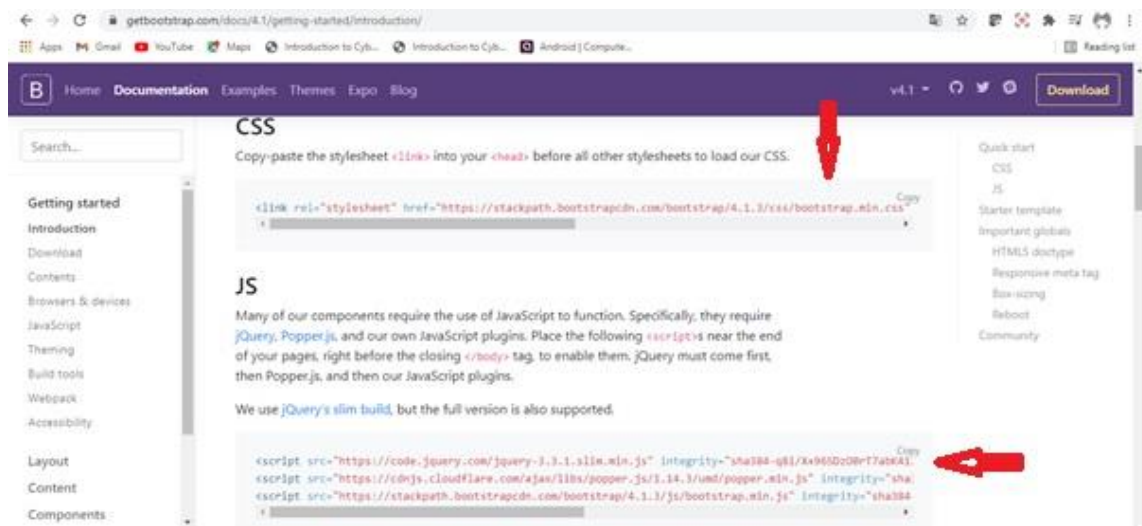 getbootstrap.com/docs/4.1/getting-started/introduction/
Apps Gmail YouTube Maps Introduction to Cyb... Introduction to Cyb... Android | Compute... Reading list
B Home Documentation Examples Themes Expo Blog v4.1 Download
Search...
Getting started
Introduction
Download
Contents
Browsers & devices
JavaScript
Theming
Build tools
Webpack
Accessibility
Layout
Content
Components
CSS
Copy-paste the stylesheet <link> into your <head> before all other stylesheets to load our CSS.
Copy
<link rel="stylesheet" href="https://stackpath.bootstrapcdn.com/bootstrap/4.1.3/css/bootstrap.min.css"
JS
Many of our components require the use of JavaScript to function. Specifically, they require
jQuery, Popper.js, and our own JavaScript plugins. Place the following <script>s near the end
of your pages, right before the closing </body> tag, to enable them. jQuery must come first,
then Popper.js, and then our JavaScript plugins.
We use jQuery's slim build, but the full version is also supported.
Copy
<script src="https://code.jquery.com/jquery-3.3.1.slim.min.js" integrity=
<script src="https://cdnjs.cloudflare.com/ajax/libs/popper.js/1.14.3/umd/popper.min.js" integrity="sha
<script src="https://stackpath.bootstrapcdn.com/bootstrap/4.1.3/js/bootstrap.min.js" integrity="sha384
Quick start
CSS
JS
Starter template
Important globals
HTML5 doctype
Responsive meta tag
Box-sizing
Reboot
Community